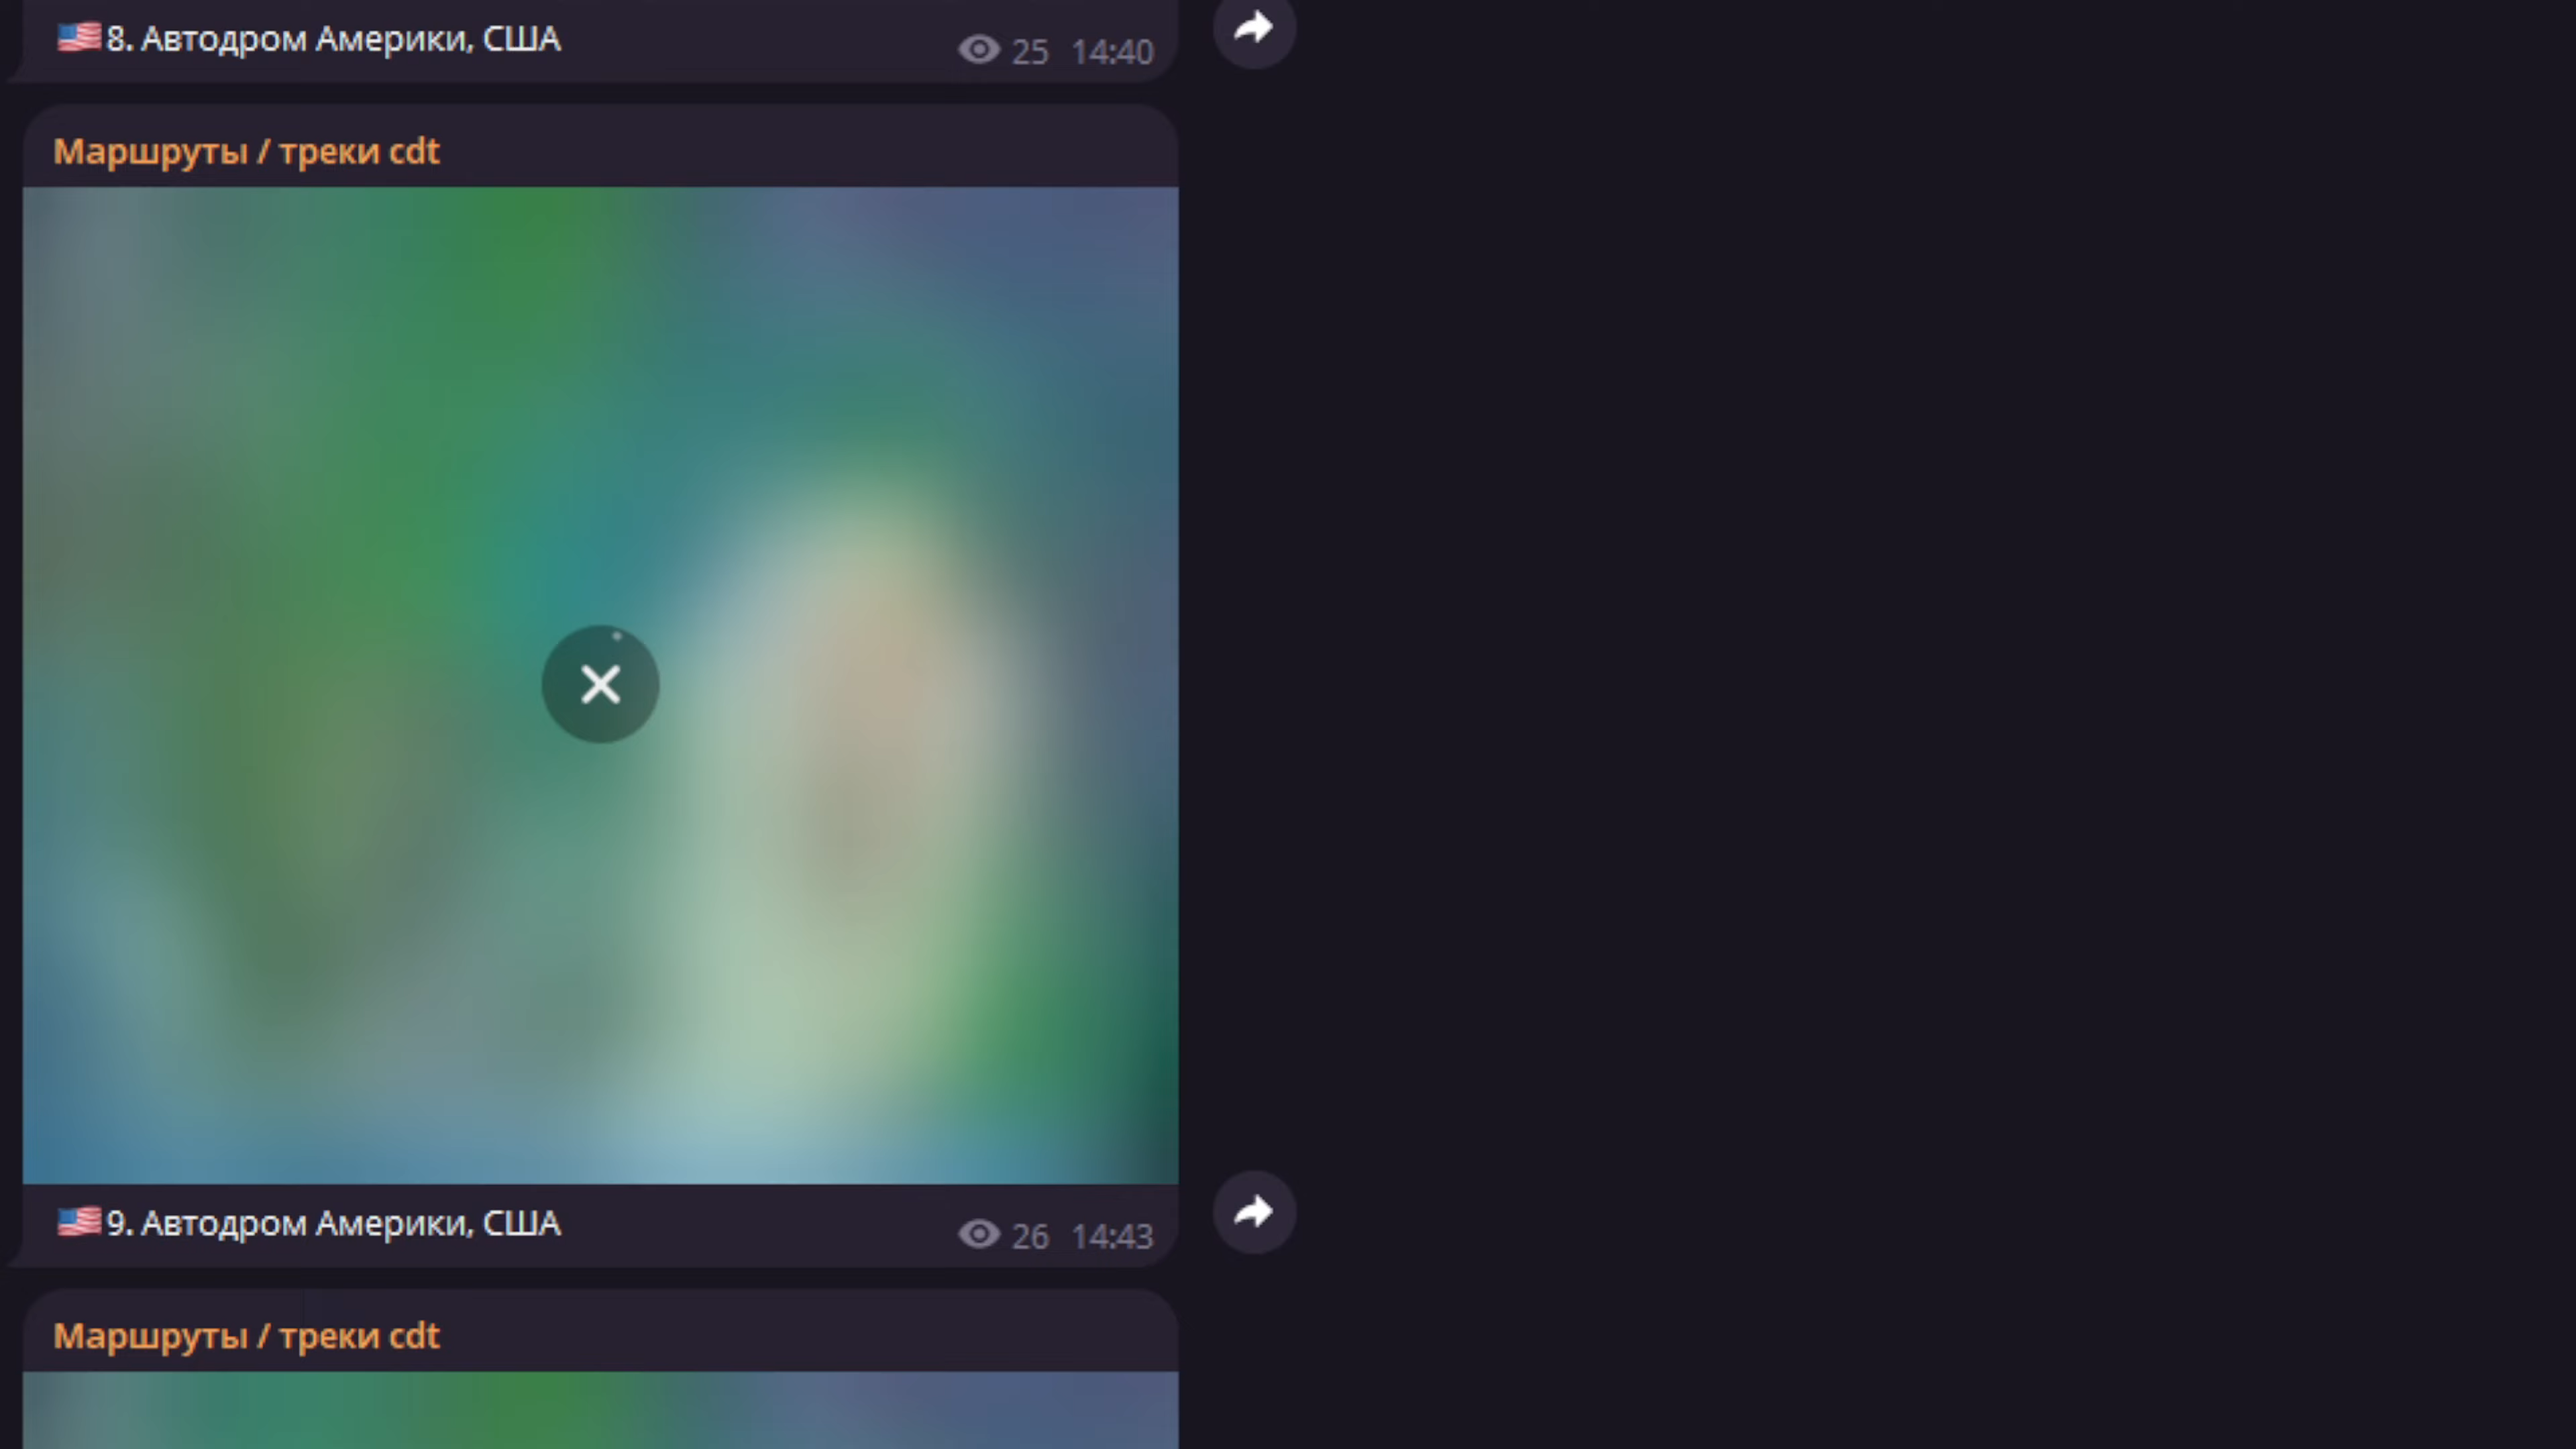 🇺🇸8. Автодром Америки, США
25 14:40
Маршруты / треки cdt
🇺🇸9. Автодром Америки, США
26 14:43
Маршруты / треки cdt